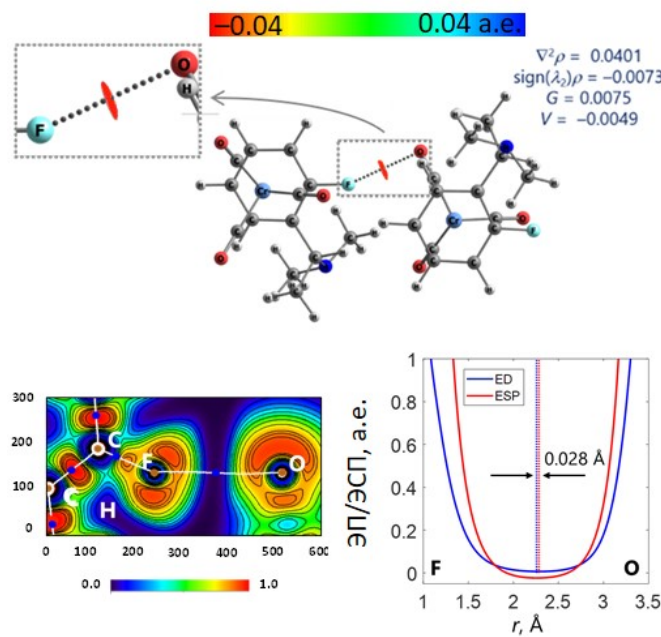 −0.04 0.04 a.e.
∇²ρ = 0.0401
sign(λ₂)ρ = −0.0073
G = 0.0075
V = −0.0049
O
H
F
O
F
Cr
O
Cr
O
F
300
200
100
0
C
F
O
C
H
0 100 200 300 400 500 600
0.0 1.0
ЭП/ЭСП, a.e.
1
0.8
0.6
0.4
0.2
0
ED
ESP
0.028 Å
F O
1 1.5 2 2.5 3 3.5
r, Å